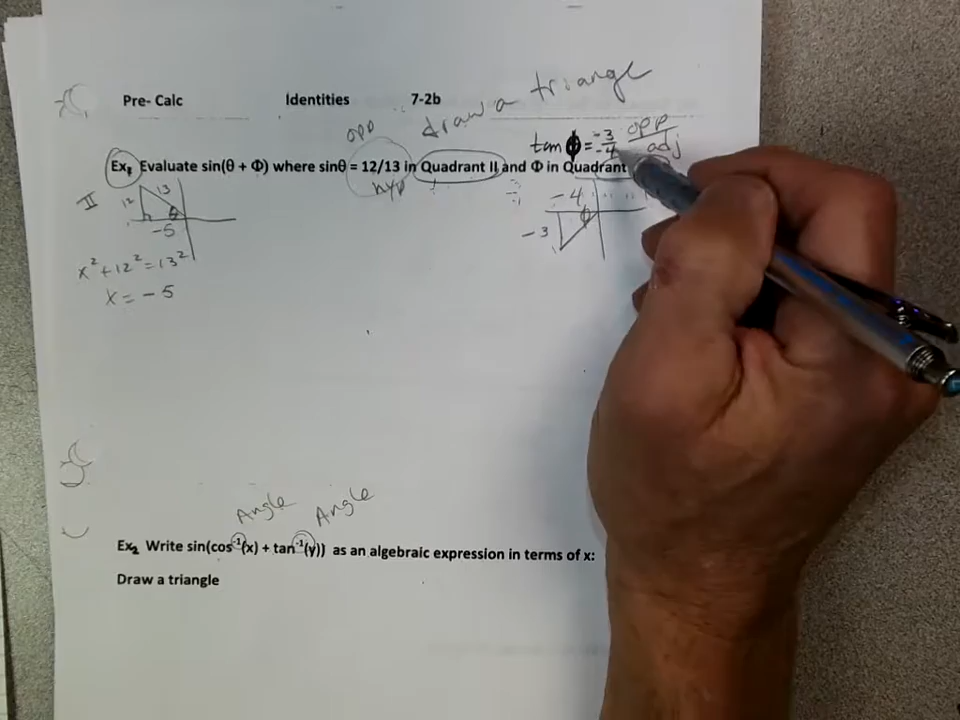 Pre- Calc Identities 7-2b
draw a triangle
opp
tanΦ = -3/-4 opp/adj
Ex1 Evaluate sin(θ + Φ) where sinθ = 12/13 in Quadrant II and Φ in Quadrant
hyp
II 12 13 θ
-5
-4
-3 Φ
x² + 12² = 13²
x = -5
Angle Angle
Ex2 Write sin(cos⁻¹(x) + tan⁻¹(y)) as an algebraic expression in terms of x:
Draw a triangle